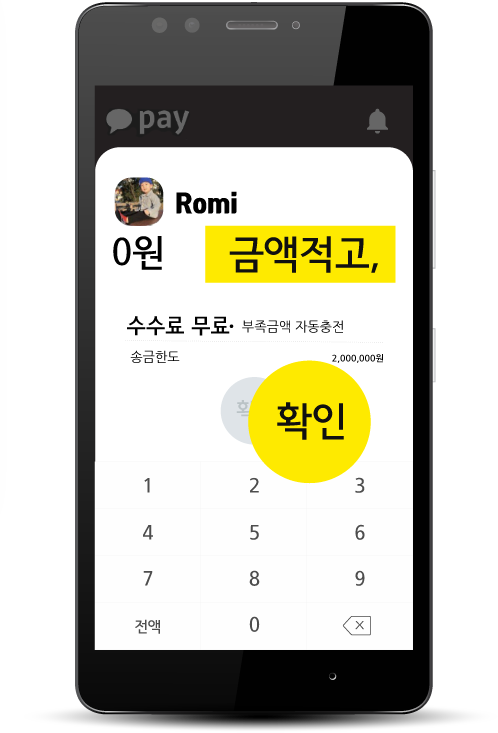 pay
Romi
0원 금액적고,
수수료 무료· 부족금액 자동충전
송금한도 2,000,000원
확인
1 2 3
4 5 6
7 8 9
전액 0